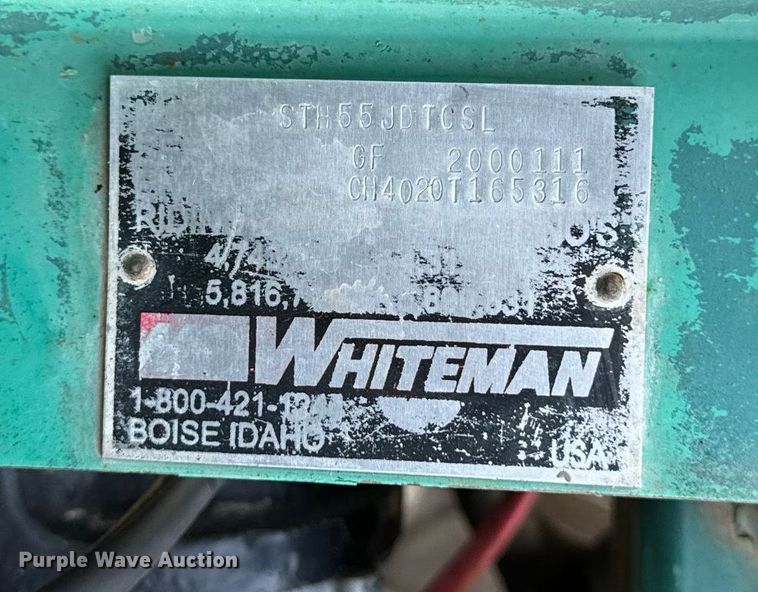 STH55JDTCSL
GF 2000111
CH4020T165316
5,816,
WHITEMAN
1-800-421-
BOISE IDAHO
USA
Purple Wave Auction